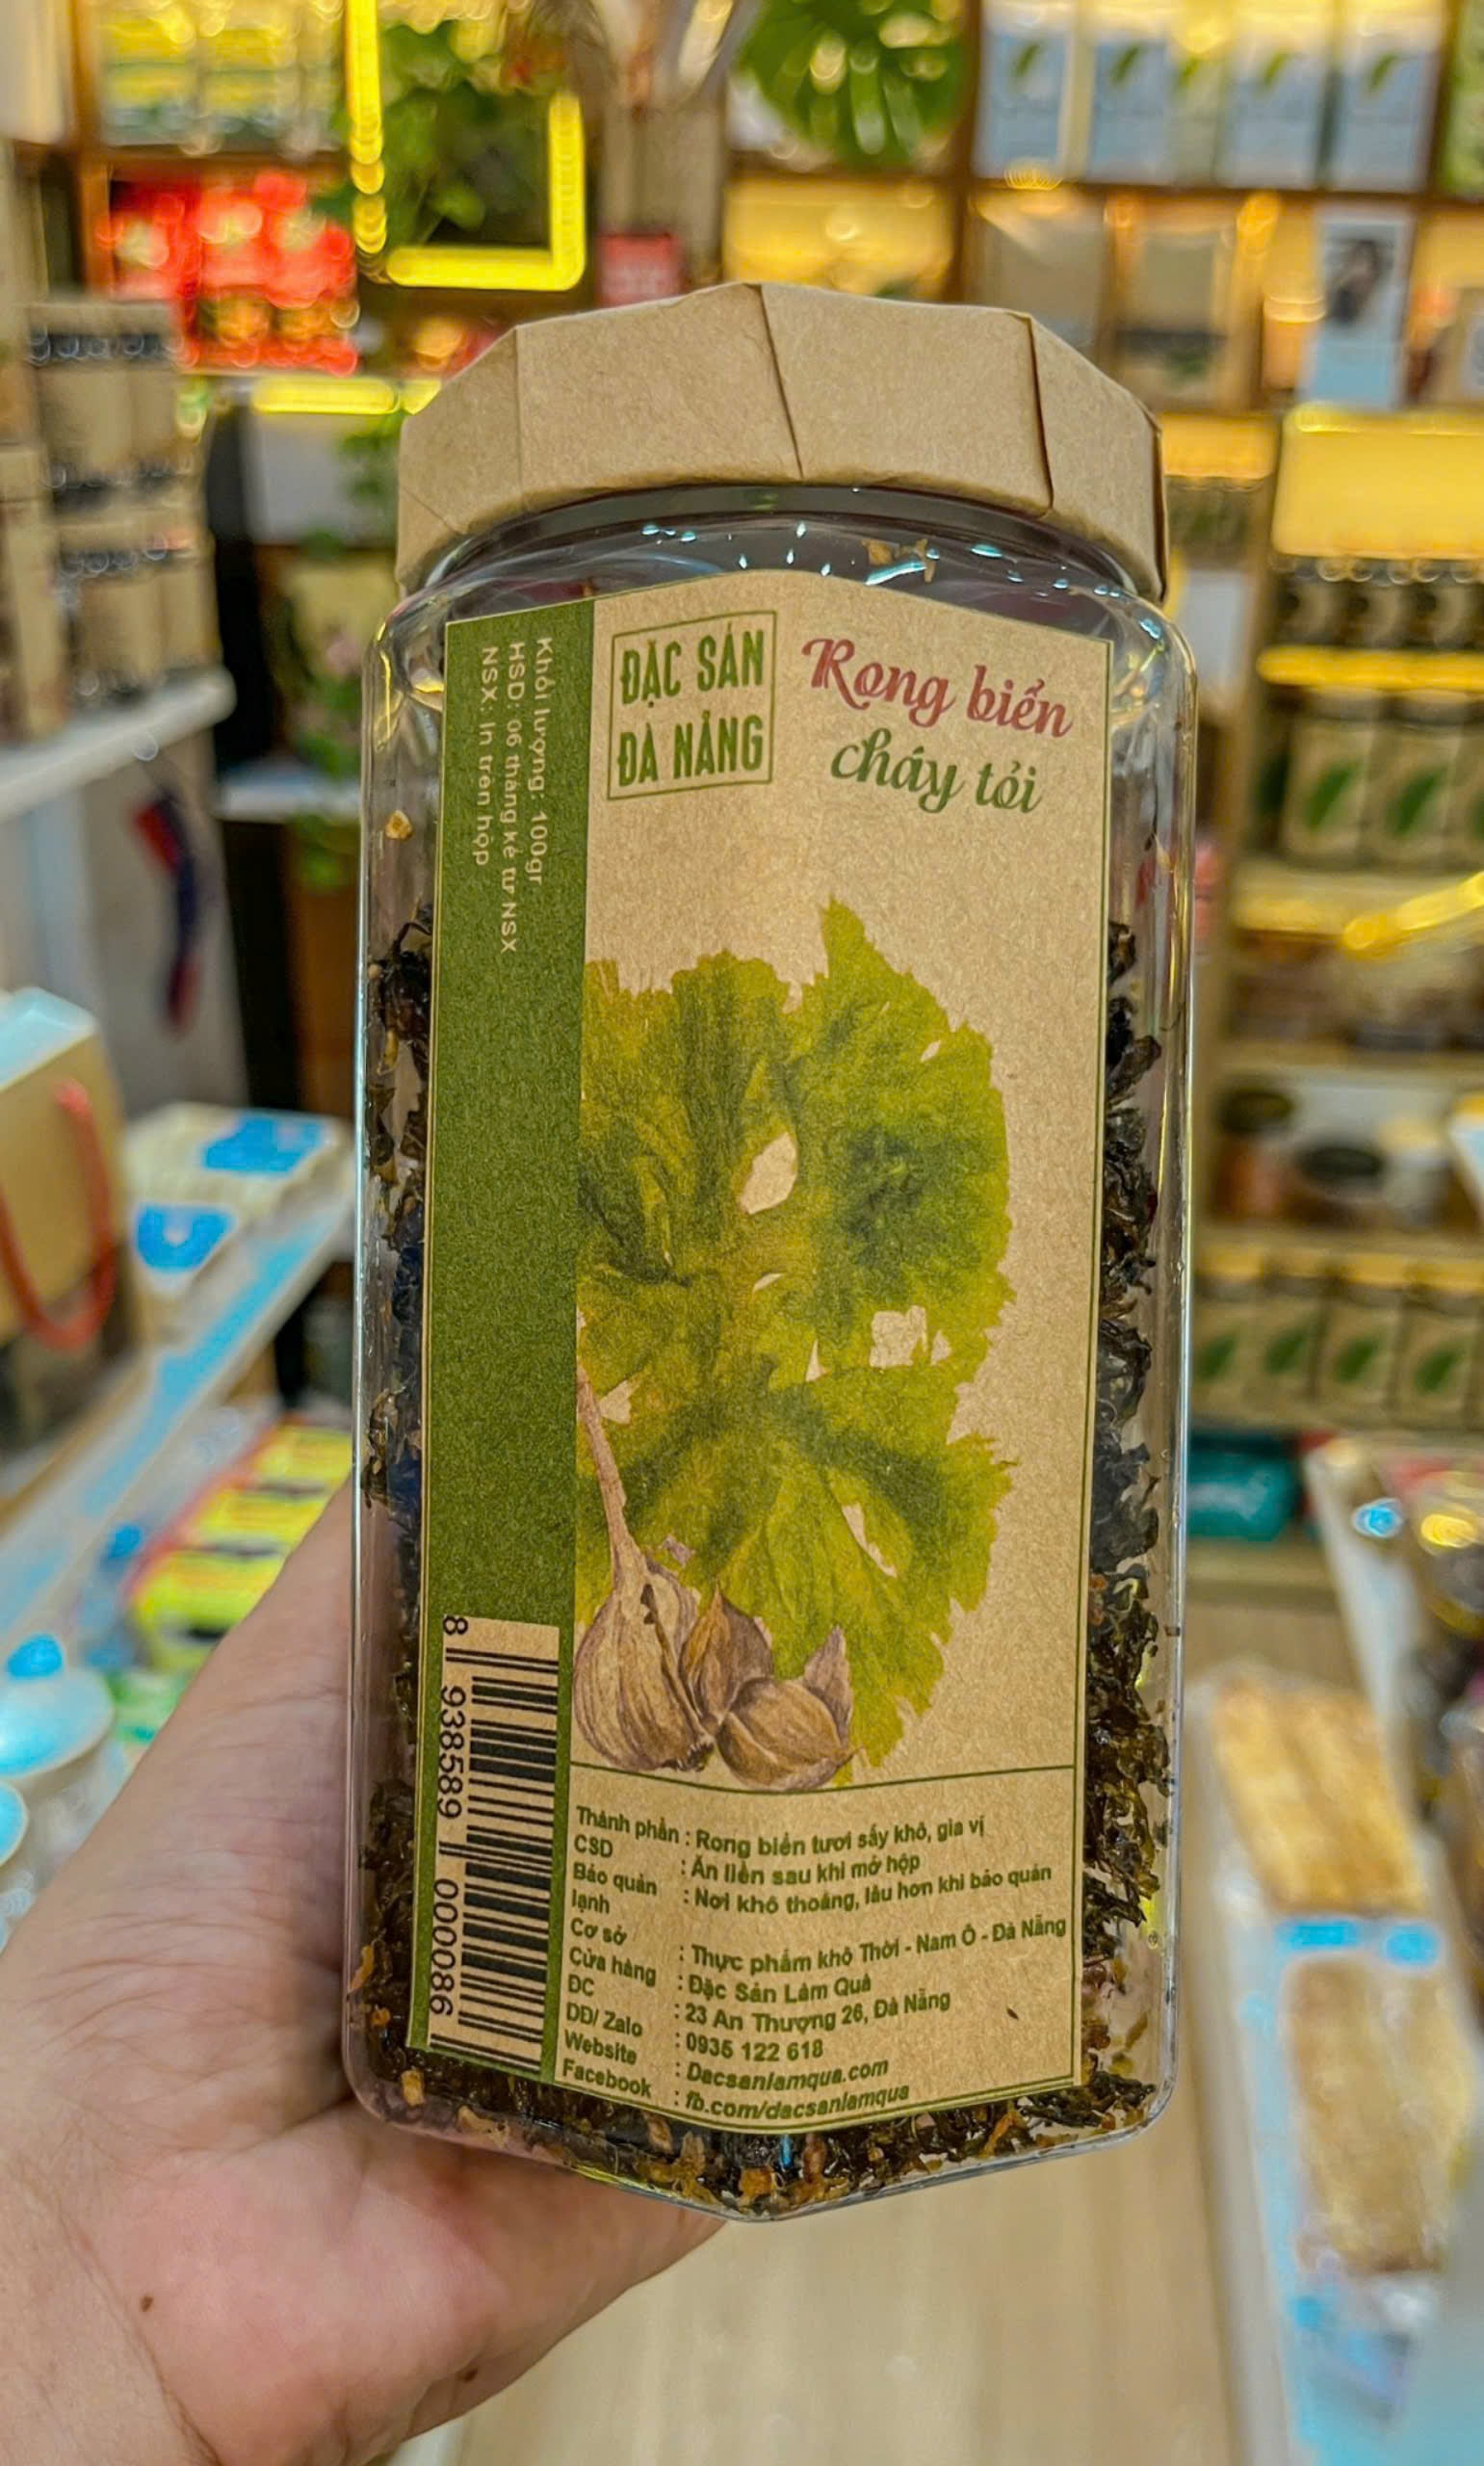 ĐẶC SẢN
ĐÀ NẴNG
Rong biển
cháy tỏi
Khối lượng: 100gr
HSD: 06 tháng kể từ NSX
NSX: In trên hộp
8 938589 000086
Thành phần : Rong biển tươi sấy khô, gia vị
CSD : Ăn liền sau khi mở hộp
Bảo quản : Nơi khô thoáng, lâu hơn khi bảo quản
lạnh
Cơ sở : Thực phẩm khô Thời - Nam Ô - Đà Nẵng
Cửa hàng : Đặc Sản Làm Quà
ĐC : 23 An Thượng 26, Đà Nẵng
DĐ/ Zalo : 0935 122 618
Website : Dacsanlamqua.com
Facebook : fb.com/dacsanlamqua